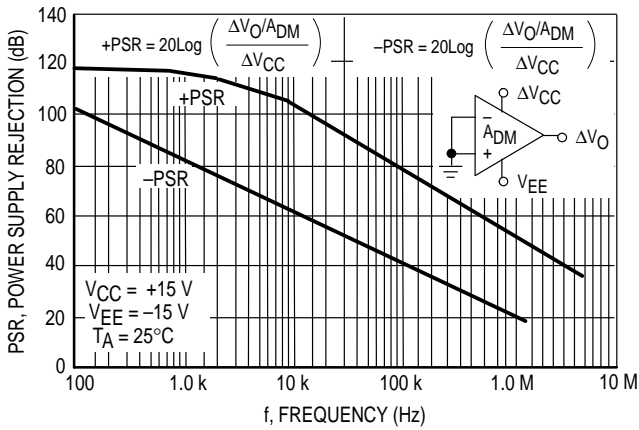 PSR, POWER SUPPLY REJECTION (dB)
140
120
100
80
60
40
20
0
+PSR = 20Log ( ΔVO/ADM / ΔVCC )
–PSR = 20Log ( ΔVO/ADM / ΔVCC )
+PSR
–PSR
ΔVCC
–
ADM
+
ΔVO
VEE
VCC = +15 V
VEE = –15 V
TA = 25°C
100
1.0 k
10 k
100 k
1.0 M
10 M
f, FREQUENCY (Hz)